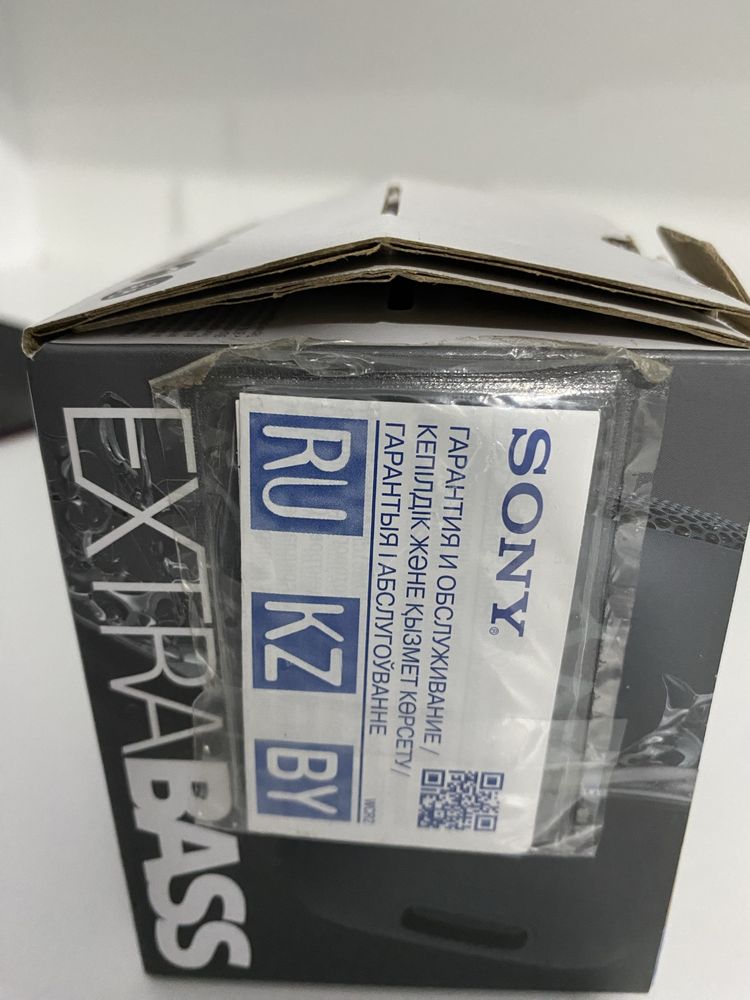 SONY®
ГАРАНТИЯ И ОБСЛУЖИВАНИЕ /
КЕПІЛДІК ЖӘНЕ ҚЫЗМЕТ КӨРСЕТУ /
ГАРАНТЫЯ І АБСЛУГОЎВАННЕ
RU KZ BY
EXTRA BASS